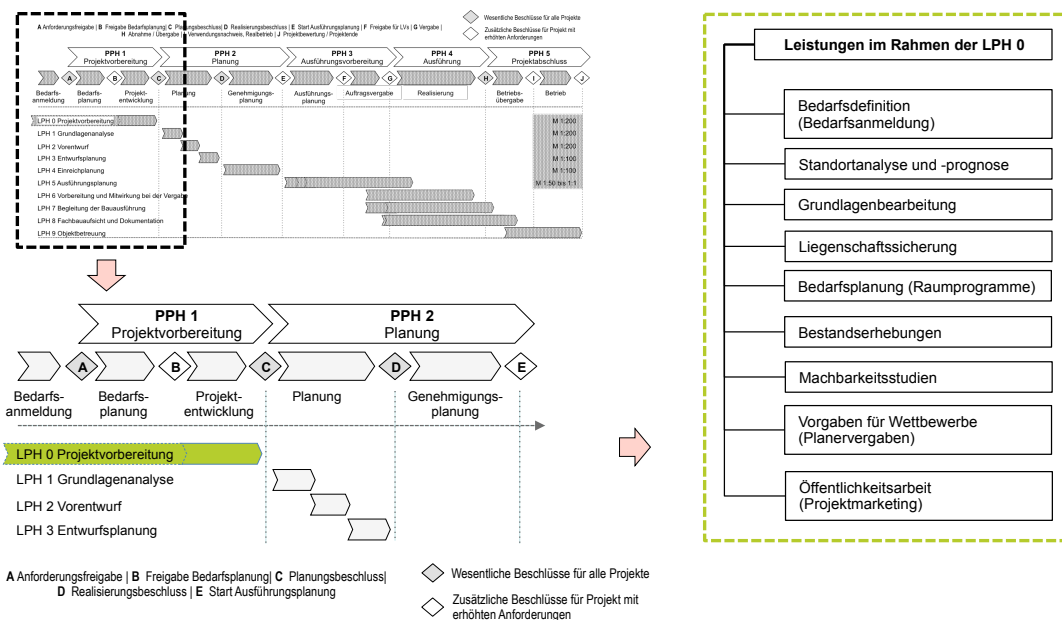 A Anforderungsfreigabe | B Freigabe Bedarfsplanung| C Planungsbeschluss| D Realisierungsbeschluss | E Start Ausführungsplanung | F Freigabe für LVs | G Vergabe |
H Abnahme / Übergabe | I Verwendungsnachweis, Realbetrieb | J Projektbewertung / Projektende
Wesentliche Beschlüsse für alle Projekte
Zusätzliche Beschlüsse für Projekt mit
erhöhten Anforderungen
PPH 1
Projektvorbereitung
PPH 2
Planung
PPH 3
Ausführungsvorbereitung
PPH 4
Ausführung
PPH 5
Projektabschluss
A
B
C
D
E
F
G
H
I
J
Bedarfs-
anmeldung
Bedarfs-
planung
Projekt-
entwicklung
Planung
Genehmigungs-
planung
Ausführungs-
planung
Auftragsvergabe
Realisierung
Betriebs-
übergabe
Betrieb
LPH 0 Projektvorbereitung
M 1:200
LPH 1 Grundlagenanalyse
M 1:200
LPH 2 Vorentwurf
M 1:200
LPH 3 Entwurfsplanung
M 1:100
LPH 4 Einreichplanung
M 1:100
LPH 5 Ausführungsplanung
M 1:50 bis 1:1
LPH 6 Vorbereitung und Mitwirkung bei der Vergabe
LPH 7 Begleitung der Bauausführung
LPH 8 Fachbauaufsicht und Dokumentation
LPH 9 Objektbetreuung
PPH 1
Projektvorbereitung
PPH 2
Planung
A
B
C
D
E
Bedarfs-
anmeldung
Bedarfs-
planung
Projekt-
entwicklung
Planung
Genehmigungs-
planung
LPH 0 Projektvorbereitung
LPH 1 Grundlagenanalyse
LPH 2 Vorentwurf
LPH 3 Entwurfsplanung
A Anforderungsfreigabe | B Freigabe Bedarfsplanung| C Planungsbeschluss|
D Realisierungsbeschluss | E Start Ausführungsplanung
Wesentliche Beschlüsse für alle Projekte
Zusätzliche Beschlüsse für Projekt mit
erhöhten Anforderungen
Leistungen im Rahmen der LPH 0
Bedarfsdefinition
(Bedarfsanmeldung)
Standortanalyse und -prognose
Grundlagenbearbeitung
Liegenschaftssicherung
Bedarfsplanung (Raumprogramme)
Bestandserhebungen
Machbarkeitsstudien
Vorgaben für Wettbewerbe
(Planervergaben)
Öffentlichkeitsarbeit
(Projektmarketing)